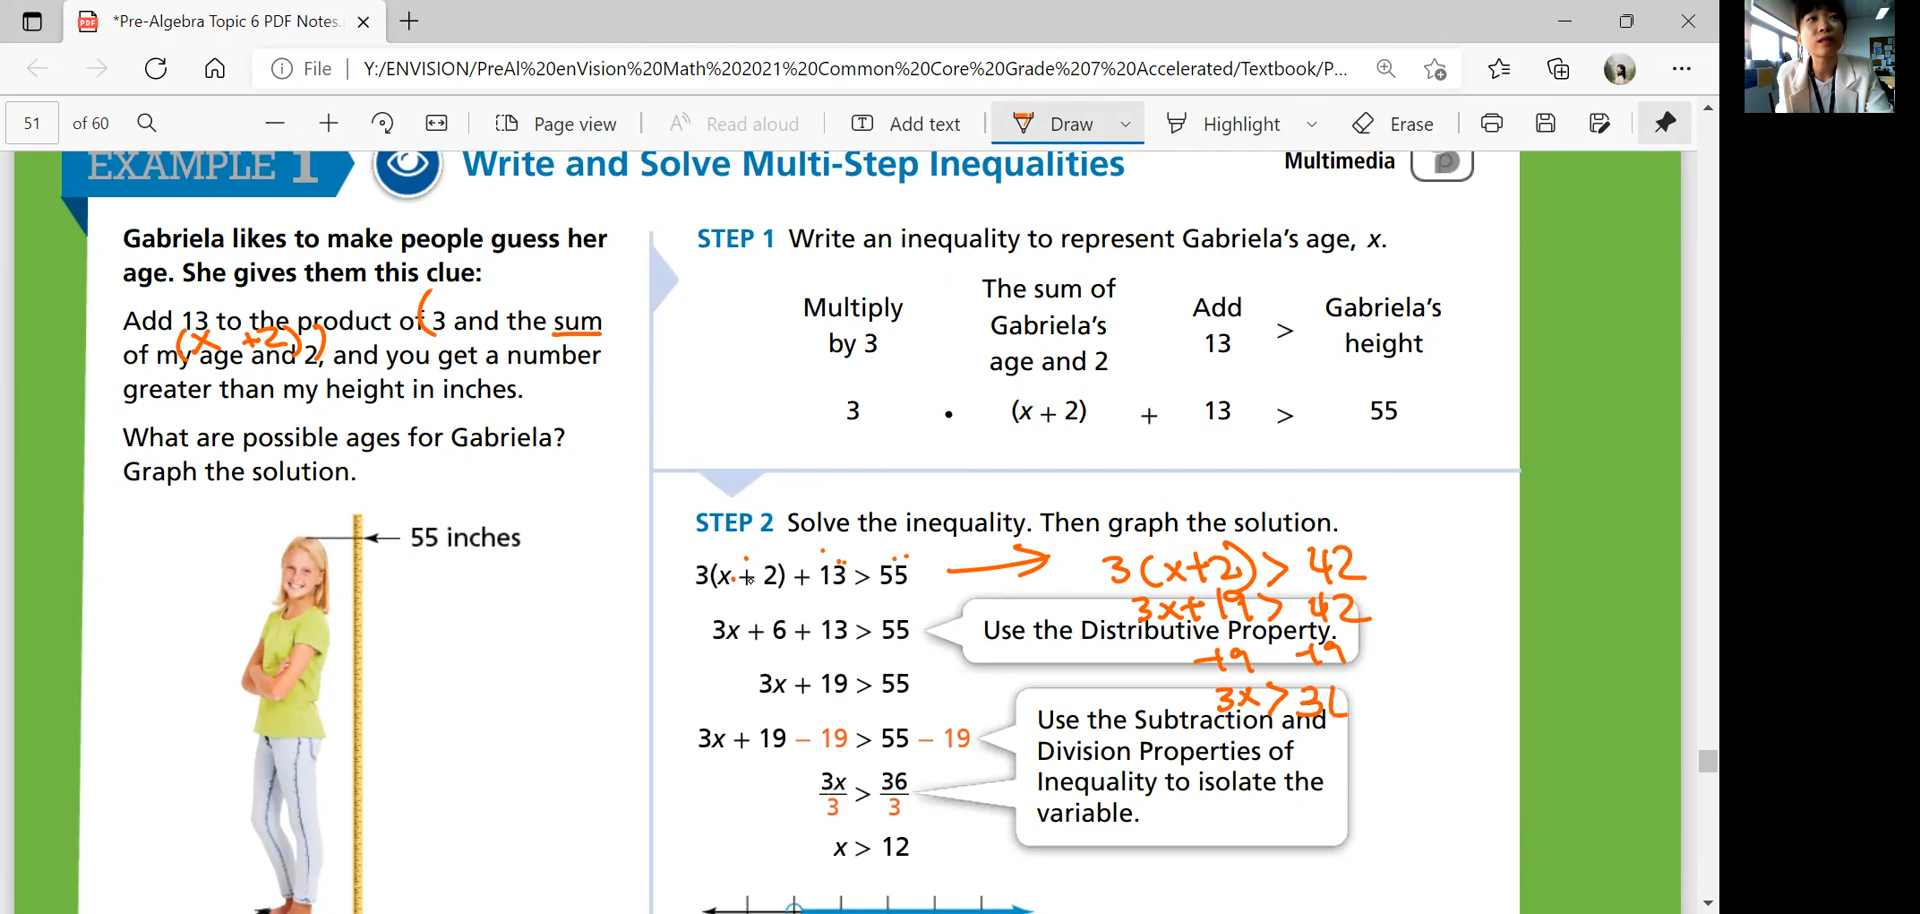 *Pre-Algebra Topic 6 PDF Notes.
File
Y:/ENVISION/PreAl%20enVision%20Math%202021%20Common%20Core%20Grade%207%20Accelerated/Textbook/P...
51 of 60
Page view
Read aloud
Add text
Draw
Highlight
Erase
EXAMPLE 1
Write and Solve Multi-Step Inequalities
Multimedia
Gabriela likes to make people guess her
age. She gives them this clue:
Add 13 to the product of (3 and the sum
(x +2))
of my age and 2, and you get a number
greater than my height in inches.
What are possible ages for Gabriela?
Graph the solution.
55 inches
STEP 1 Write an inequality to represent Gabriela's age, x.
Multiply
by 3
The sum of
Gabriela's
age and 2
Add
13
>
Gabriela's
height
3 • (x + 2) + 13 > 55
STEP 2 Solve the inequality. Then graph the solution.
3(x + 2) + 13 > 55
3(x+2) > 42
3x + 6 + 13 > 55
Use the Distributive Property.
3x+19 > 42
-19 -19
3x + 19 > 55
3x > 3
3x + 19 − 19 > 55 − 19
Use the Subtraction and
Division Properties of
Inequality to isolate the
variable.
3x/3 > 36/3
x > 12